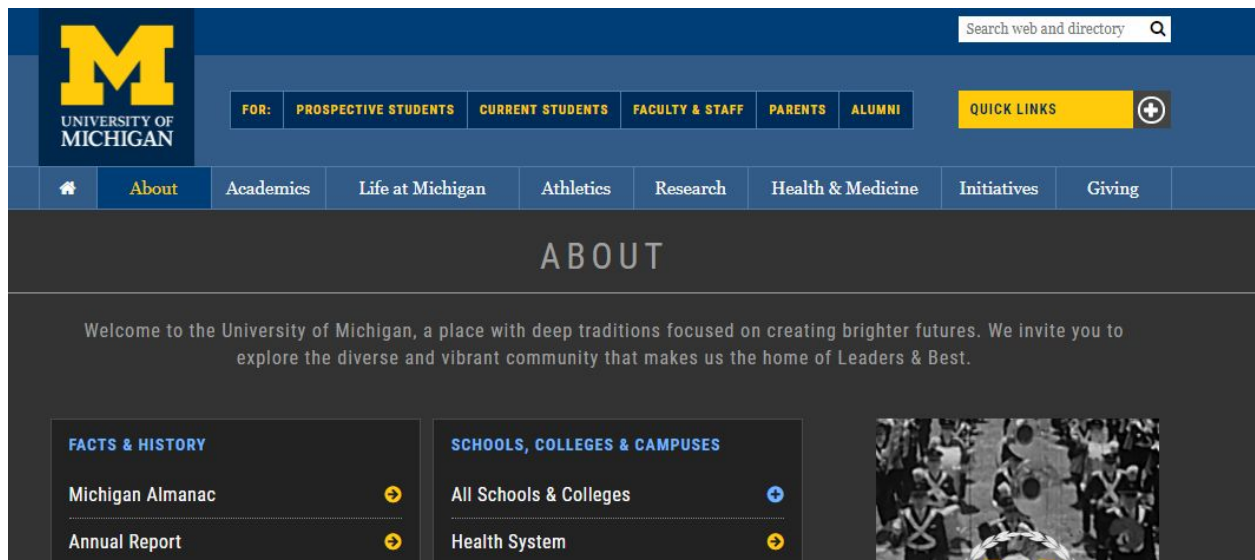 Search web and directory
M
UNIVERSITY OF
MICHIGAN
FOR: PROSPECTIVE STUDENTS CURRENT STUDENTS FACULTY & STAFF PARENTS ALUMNI
QUICK LINKS
About Academics Life at Michigan Athletics Research Health & Medicine Initiatives Giving
ABOUT
Welcome to the University of Michigan, a place with deep traditions focused on creating brighter futures. We invite you to
explore the diverse and vibrant community that makes us the home of Leaders & Best.
FACTS & HISTORY
Michigan Almanac
Annual Report
SCHOOLS, COLLEGES & CAMPUSES
All Schools & Colleges
Health System